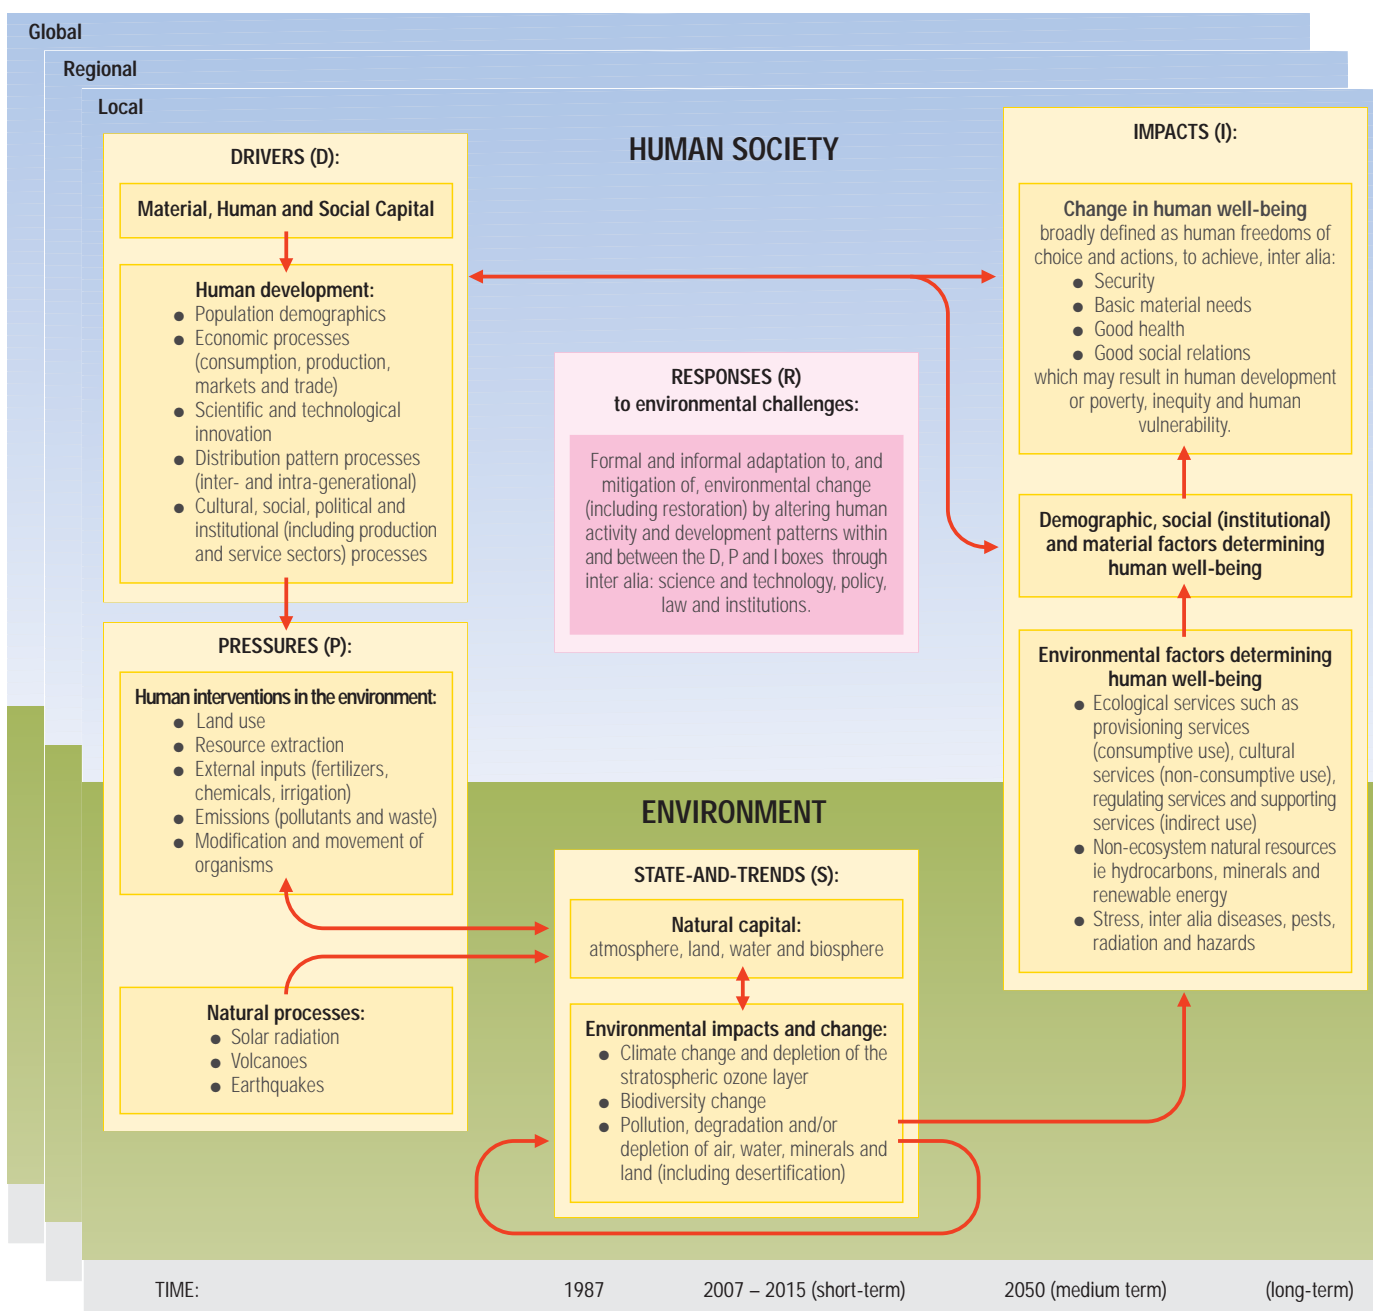 Global
Regional
Local
HUMAN SOCIETY
DRIVERS (D):
Material, Human and Social Capital
Human development:
● Population demographics
● Economic processes
(consumption, production,
markets and trade)
● Scientific and technological
innovation
● Distribution pattern processes
(inter- and intra-generational)
● Cultural, social, political and
institutional (including production
and service sectors) processes
PRESSURES (P):
Human interventions in the environment:
● Land use
● Resource extraction
● External inputs (fertilizers,
chemicals, irrigation)
● Emissions (pollutants and waste)
● Modification and movement of
organisms
Natural processes:
● Solar radiation
● Volcanoes
● Earthquakes
RESPONSES (R)
to environmental challenges:
Formal and informal adaptation to, and
mitigation of, environmental change
(including restoration) by altering human
activity and development patterns within
and between the D, P and I boxes through
inter alia: science and technology, policy,
law and institutions.
ENVIRONMENT
STATE-AND-TRENDS (S):
Natural capital:
atmosphere, land, water and biosphere
Environmental impacts and change:
● Climate change and depletion of the
stratospheric ozone layer
● Biodiversity change
● Pollution, degradation and/or
depletion of air, water, minerals and
land (including desertification)
IMPACTS (I):
Change in human well-being
broadly defined as human freedoms of
choice and actions, to achieve, inter alia:
● Security
● Basic material needs
● Good health
● Good social relations
which may result in human development
or poverty, inequity and human
vulnerability.
Demographic, social (institutional)
and material factors determining
human well-being
Environmental factors determining
human well-being
● Ecological services such as
provisioning services
(consumptive use), cultural
services (non-consumptive use),
regulating services and supporting
services (indirect use)
● Non-ecosystem natural resources
ie hydrocarbons, minerals and
renewable energy
● Stress, inter alia diseases, pests,
radiation and hazards
TIME: 1987 2007 – 2015 (short-term) 2050 (medium term) (long-term)